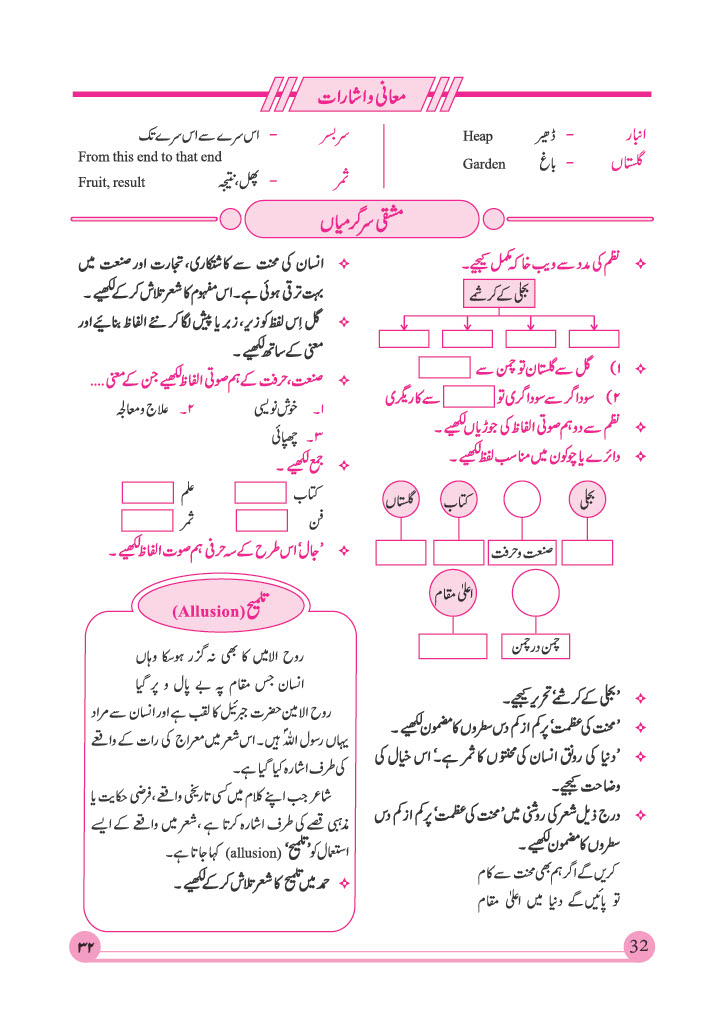 معانی و اشارات
انبار - ڈھیر Heap
گلستاں - باغ Garden
سر بسر - اس سرے سے اس سرے تک
From this end to that end
ثمر - پھل، نتیجہ Fruit, result
مشقی سرگرمیاں
نظم کی مدد سے ویب خاکہ مکمل کیجیے۔
بجلی کے کرشمے
۱) گل سے گلستان تو چمن سے
۲) سوداگر سے سوداگری تو سے کاریگری
نظم سے دو ہم صوتی الفاظ کی جوڑیاں لکھیے۔
دائرے یا چوکون میں مناسب لفظ لکھیے۔
بجلی کتاب گلستاں
صنعت و حرفت
اعلیٰ مقام
چمن در چمن
’بجلی کے کرشمے‘ تحریر کیجیے۔
’محنت کی عظمت‘ پر کم از کم دس سطروں کا مضمون لکھیے۔
’دنیا کی رونق انسان کی محنتوں کا ثمر ہے۔‘ اس خیال کی
وضاحت کیجیے۔
درج ذیل شعر کی روشنی میں ’محنت کی عظمت‘ پر کم از کم دس
سطروں کا مضمون لکھیے۔
کریں گے اگر ہم بھی محنت سے کام
تو پائیں گے دنیا میں اعلیٰ مقام
انسان کی محنت سے کاشتکاری، تجارت اور صنعت میں
بہت ترقی ہوئی ہے۔ اس مفہوم کا شعر تلاش کر کے لکھیے۔
گل اِس لفظ کو زیر، زبر یا پیش لگا کر نئے الفاظ بنائیے اور
معنی کے ساتھ لکھیے۔
صنعت، حرفت کے ہم صوتی الفاظ لکھیے جن کے معنی ....
۱۔ خوش نویسی ۲۔ علاج و معالجہ
۳۔ چھپائی
جمع لکھیے۔
کتاب علم
فن ثمر
’جال‘ اس طرح کے سہ حرفی ہم صوت الفاظ لکھیے۔
تلمیح (Allusion)
روح الامیں کا بھی نہ گزر ہوسکا وہاں
انسان جس مقام پہ بے بال و پر گیا
روح الامین حضرت جبرئیل کا لقب ہے اور انسان سے مراد
یہاں رسول اللہؐ ہیں۔ اس شعر میں معراج کی رات کے واقعے
کی طرف اشارہ کیا گیا ہے۔
شاعر جب اپنے کلام میں کسی تاریخی واقعے، فرضی حکایت یا
مذہبی قصے کی طرف اشارہ کرتا ہے، شعر میں واقعے کے ایسے
استعمال کو ’تلمیح‘ (allusion) کہا جاتا ہے۔
حمد میں تلمیح کا شعر تلاش کر کے لکھیے۔
۳۲
32